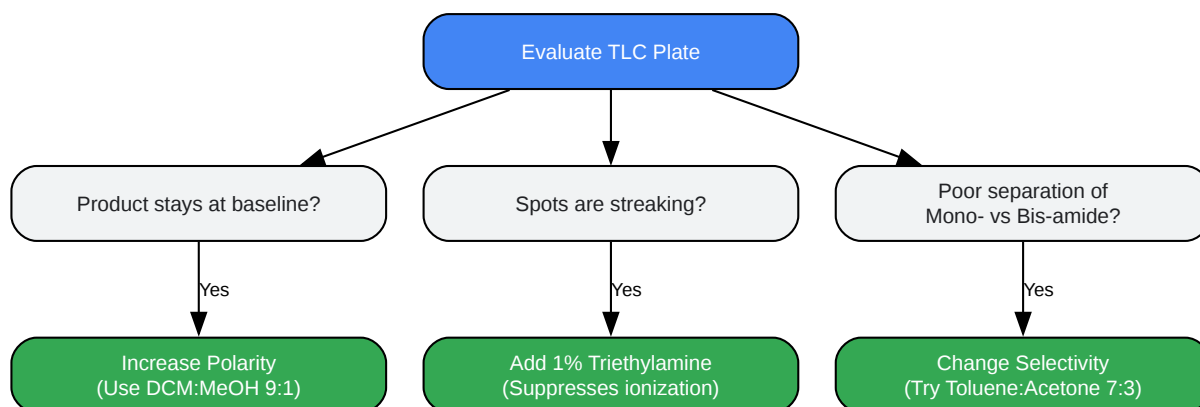 Evaluate TLC Plate
Product stays at baseline?
Spots are streaking?
Poor separation of
Mono- vs Bis-amide?
Yes
Yes
Yes
Increase Polarity
(Use DCM:MeOH 9:1)
Add 1% Triethylamine
(Suppresses ionization)
Change Selectivity
(Try Toluene:Acetone 7:3)